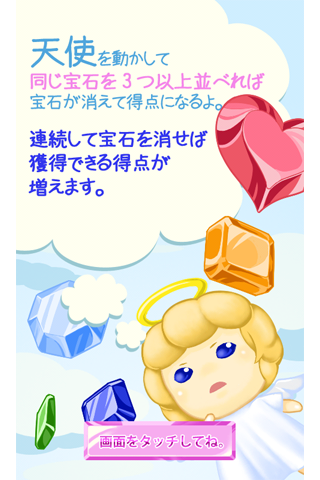 天使を動かして
同じ宝石を3つ以上並べれば
宝石が消えて得点になるよ。
連続して宝石を消せば
獲得できる得点が
増えます。
画面をタッチしてね。